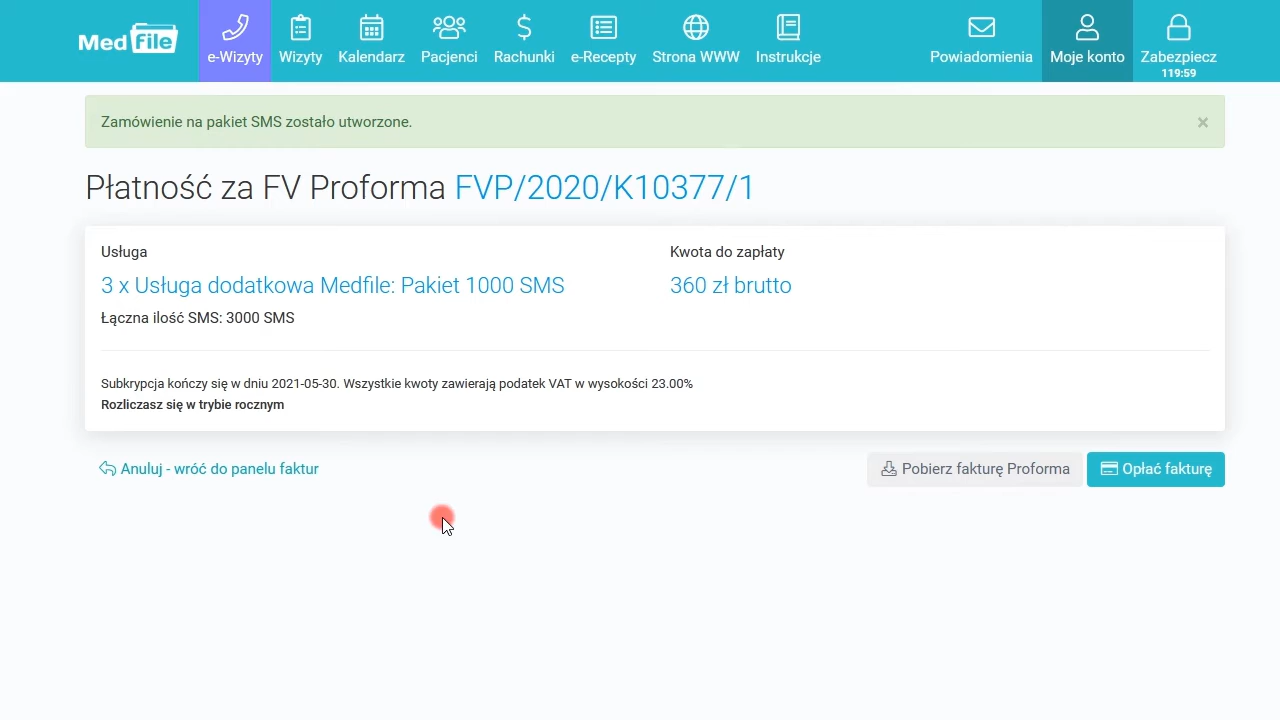 Med file
e-Wizyty
Wizyty
Kalendarz
Pacjenci
Rachunki
e-Recepty
Strona WWW
Instrukcje
Powiadomienia
Moje konto
Zabezpiecz
119:59
Zamówienie na pakiet SMS zostało utworzone.
×
Płatność za FV Proforma FVP/2020/K10377/1
Usługa
3 x Usługa dodatkowa Medfile: Pakiet 1000 SMS
Łączna ilość SMS: 3000 SMS
Kwota do zapłaty
360 zł brutto
Subkrypcja kończy się w dniu 2021-05-30. Wszystkie kwoty zawierają podatek VAT w wysokości 23.00%
Rozliczasz się w trybie rocznym
Anuluj - wróć do panelu faktur
Pobierz fakturę Proforma
Opłać fakturę